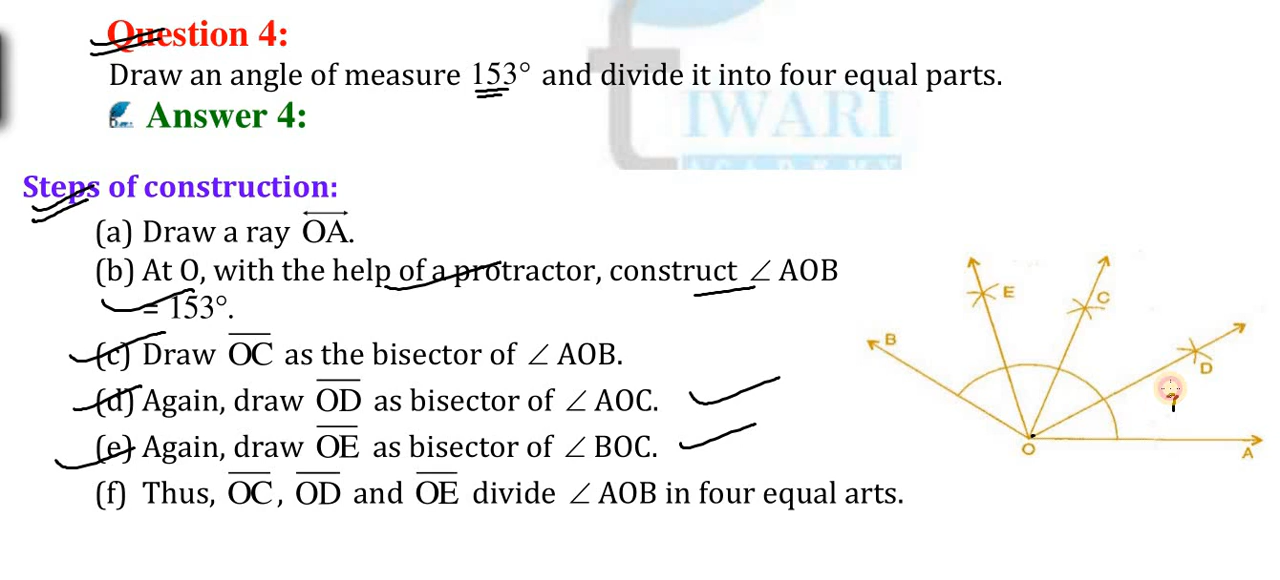 Question 4:
Draw an angle of measure 153° and divide it into four equal parts.
Answer 4:
IWARI
ACADEMY
Steps of construction:
(a) Draw a ray OA.
(b) At O, with the help of a protractor, construct ∠ AOB
= 153°.
(c) Draw OC as the bisector of ∠ AOB.
(d) Again, draw OD as bisector of ∠ AOC.
(e) Again, draw OE as bisector of ∠ BOC.
(f) Thus, OC, OD and OE divide ∠ AOB in four equal arts.
E
C
B
D
?
O
A